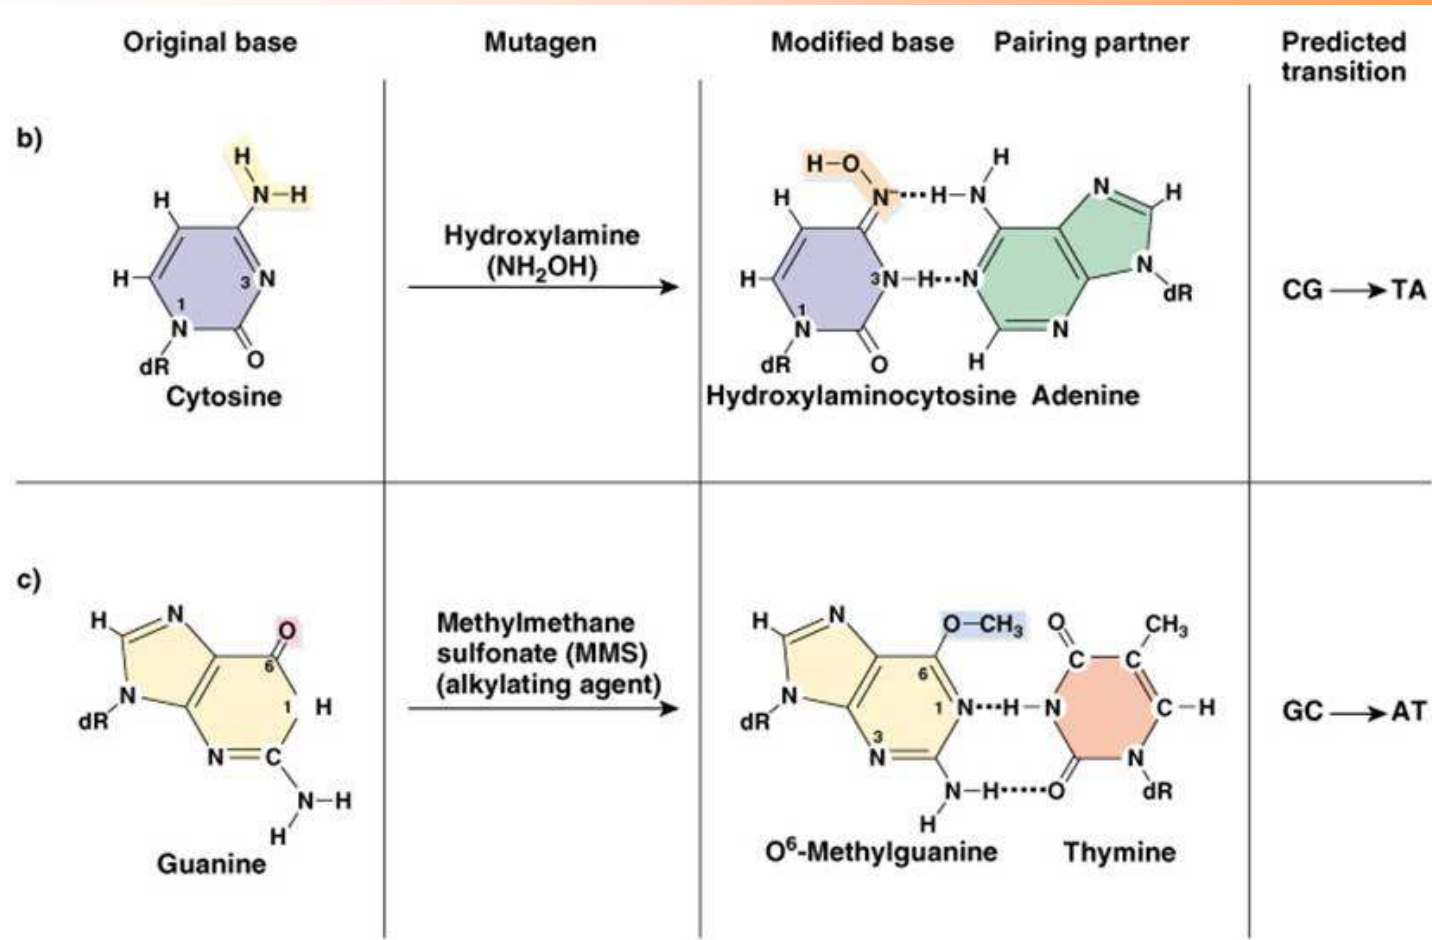 Original base
Mutagen
Modified base
Pairing partner
Predicted
transition
b)
H
N–H
H
H
3 N
1
N
O
dR
Cytosine
Hydroxylamine
(NH₂OH)
H–O
N
H–N
H
H
H
3 N–H
1
N
O
dR
Hydroxylaminocytosine
N
H
N
N
N
dR
H
Adenine
CG → TA
c)
H
N
O
6
1 H
N
dR
N
C
N–H
H
Guanine
Methylmethane
sulfonate (MMS)
(alkylating agent)
H
N
O–CH₃
6
1 N
H–N
N
dR
3
N
N–H
H
O⁶-Methylguanine
O
CH₃
C
C
C–H
N
O
dR
Thymine
GC → AT